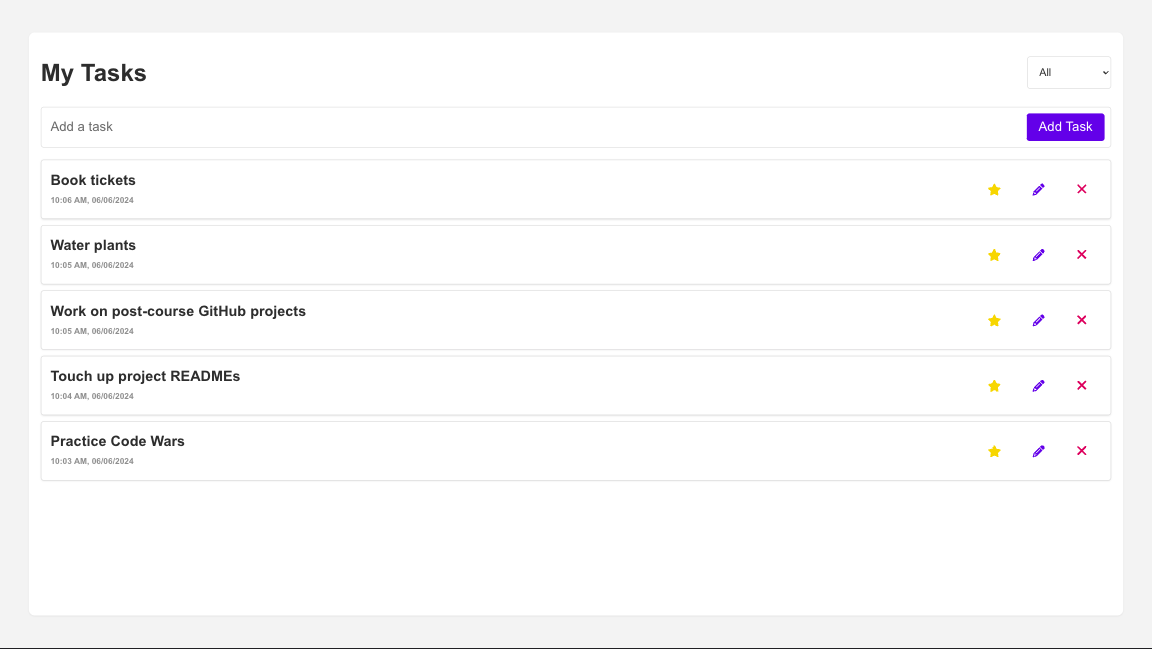 My Tasks
All
Add a task
Add Task
Book tickets
10:06 AM, 06/06/2024
Water plants
10:05 AM, 06/06/2024
Work on post-course GitHub projects
10:05 AM, 06/06/2024
Touch up project READMEs
10:04 AM, 06/06/2024
Practice Code Wars
10:03 AM, 06/06/2024